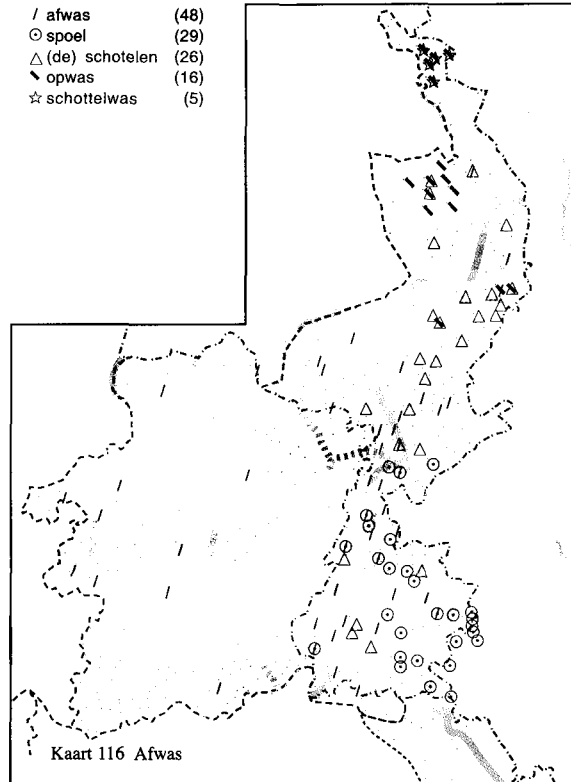 / afwas (48)
⊙ spoel (29)
△ (de) schotelen (26)
\ opwas (16)
☆ schottelwas (5)
Kaart 116 Afwas